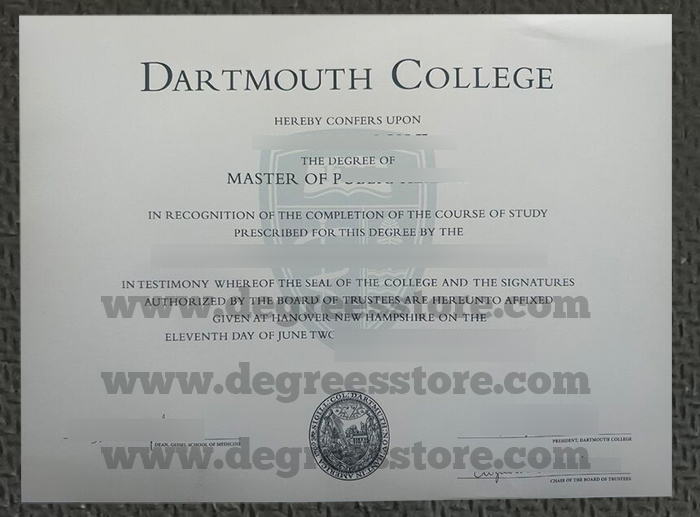 DARTMOUTH COLLEGE
HEREBY CONFERS UPON
THE DEGREE OF
MASTER OF
IN RECOGNITION OF THE COMPLETION OF THE COURSE OF STUDY
PRESCRIBED FOR THIS DEGREE BY THE
IN TESTIMONY WHEREOF THE SEAL OF THE COLLEGE AND THE SIGNATURES
www.degreesstore.com
AUTHORIZED BY THE BOARD OF TRUSTEES ARE HEREUNTO AFFIXED
GIVEN AT HANOVER NEW HAMPSHIRE ON THE
ELEVENTH DAY OF JUNE
www.degreesstore.com
DEAN, GEISEL SCHOOL OF MEDICINE
PRESIDENT, DARTMOUTH COLLEGE
www.degreesstore.com
CHAIR OF THE BOARD OF TRUSTEES